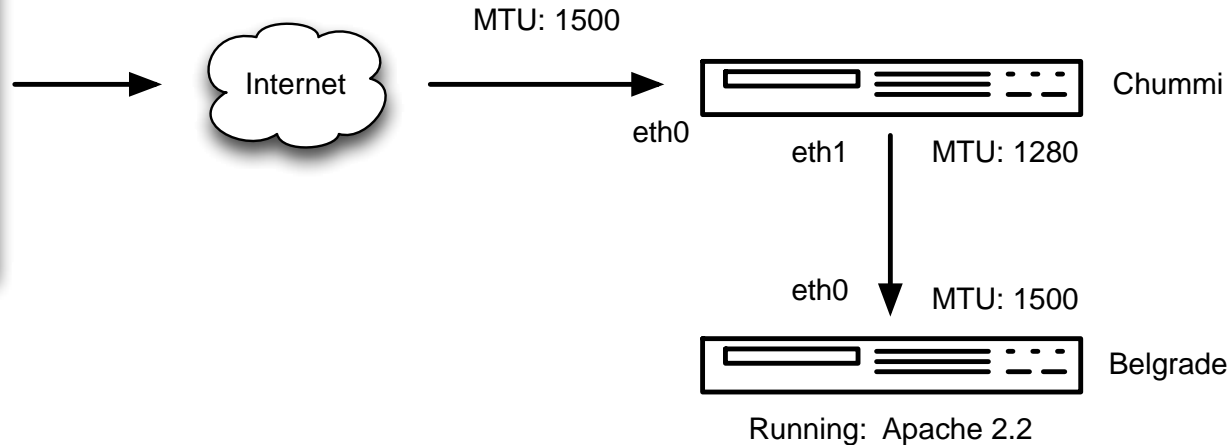 MTU: 1500
Internet
Chummi
eth0
eth1
MTU: 1280
eth0
MTU: 1500
Belgrade
Running: Apache 2.2